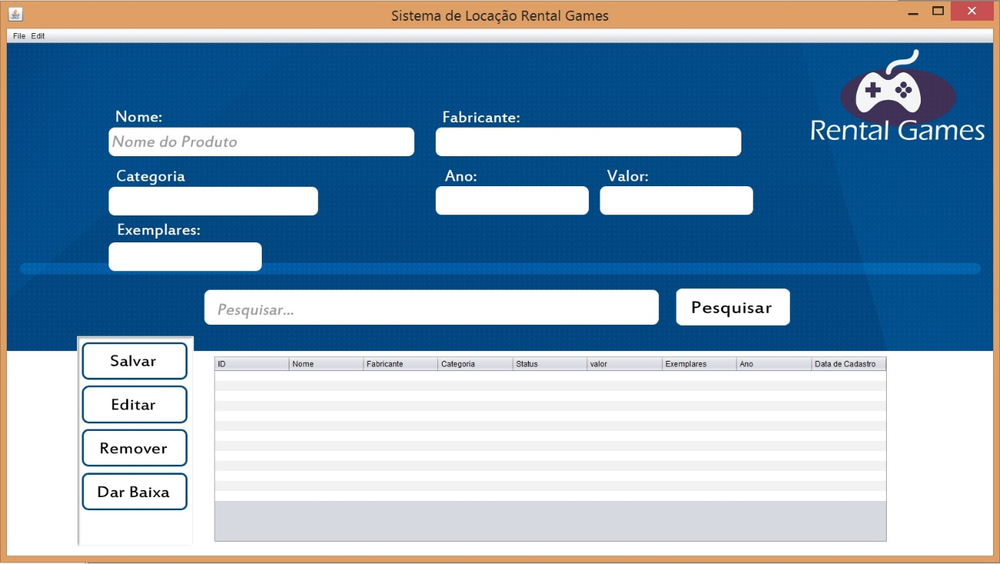 Sistema de Locação Rental Games
File Edit
Rental Games
Nome: Fabricante:
Nome do Produto
Categoria Ano: Valor:
Exemplares:
Pesquisar... Pesquisar
Salvar
Editar
Remover
Dar Baixa
ID Nome Fabricante Categoria Status valor Exemplares Ano Data de Cadastro